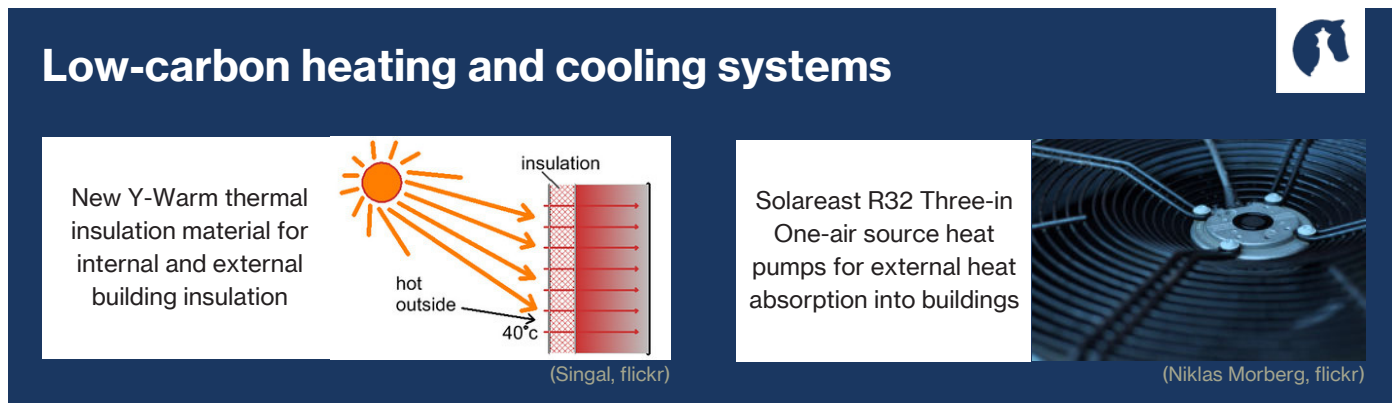 Low-carbon heating and cooling systems
New Y-Warm thermal
insulation material for
internal and external
building insulation
insulation
hot
outside
40°c
(Singal, flickr)
Solareast R32 Three-in
One-air source heat
pumps for external heat
absorption into buildings
(Niklas Morberg, flickr)